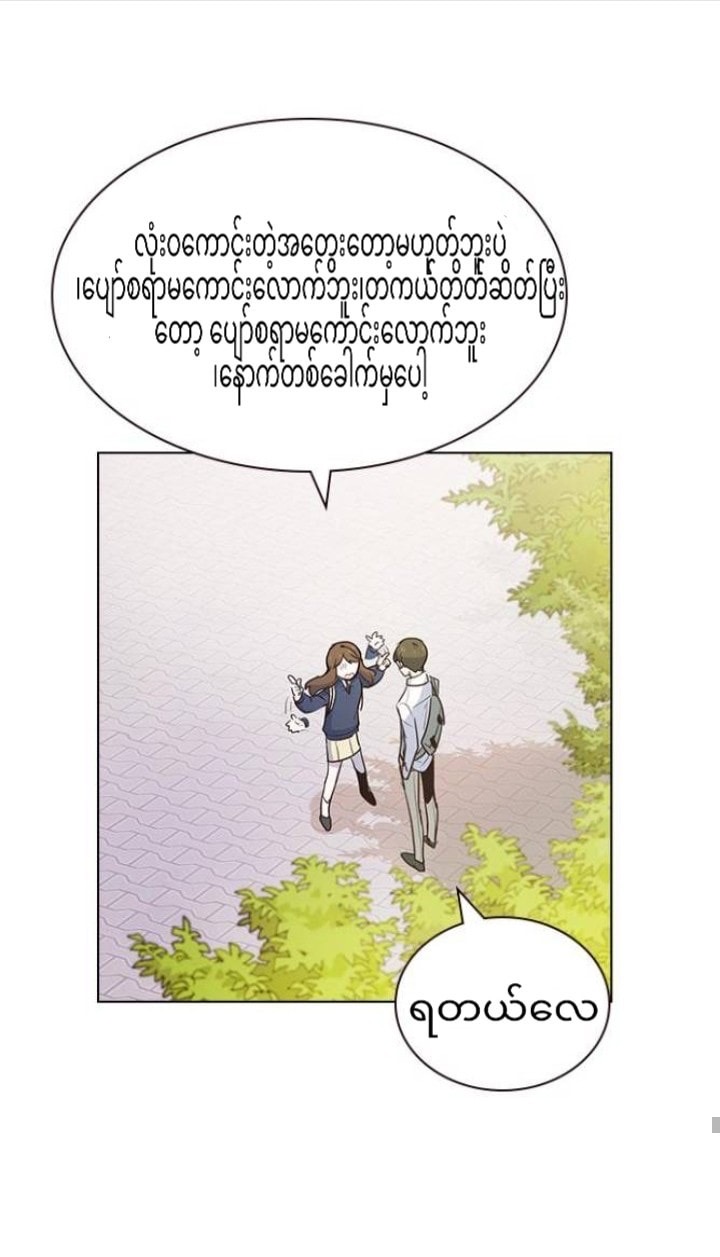 လုံးဝကောင်းတဲ့အတွေးတော့မဟုတ်ဘူးပဲ
၊ပျော်စရာမကောင်းလောက်ဘူး၊တကယ်တိတ်ဆိတ်ပြီး
တော့ ပျော်စရာမကောင်းလောက်ဘူး
၊နောက်တစ်ခေါက်မှပေါ့
ရတယ်လေ